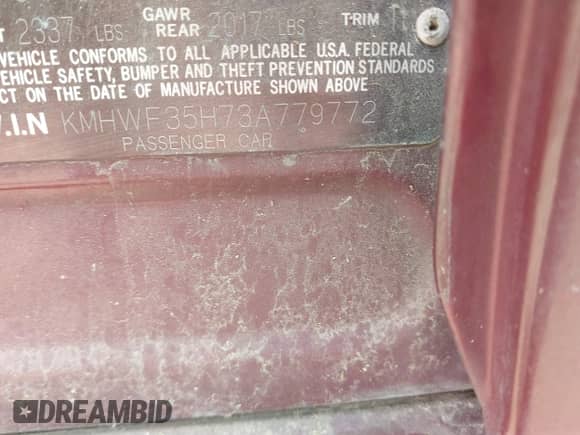 T 2337 LBS GAWR REAR 2017 LBS TRIM
VEHICLE CONFORMS TO ALL APPLICABLE U.S.A. FEDERAL
VEHICLE SAFETY, BUMPER AND THEFT PREVENTION STANDARDS
CT ON THE DATE OF MANUFACTURE SHOWN ABOVE
V.I.N KMHWF35H73A779772
PASSENGER CAR
DREAMBID